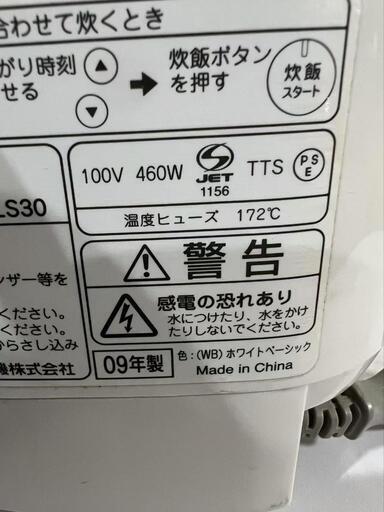 合わせて炊くとき
がり時刻
せる
炊飯ボタン
を押す
炊飯
スタート
LS30
100V 460W
JET
1156
TTS
PS
E
温度ヒューズ 172℃
警告
感電の恐れあり
水につけたり、水をかけ
たりしないでください。
ンザー等を
ください。
ください。
からさし込み
機株式会社
09年製
色：(WB) ホワイトベーシック
Made in China